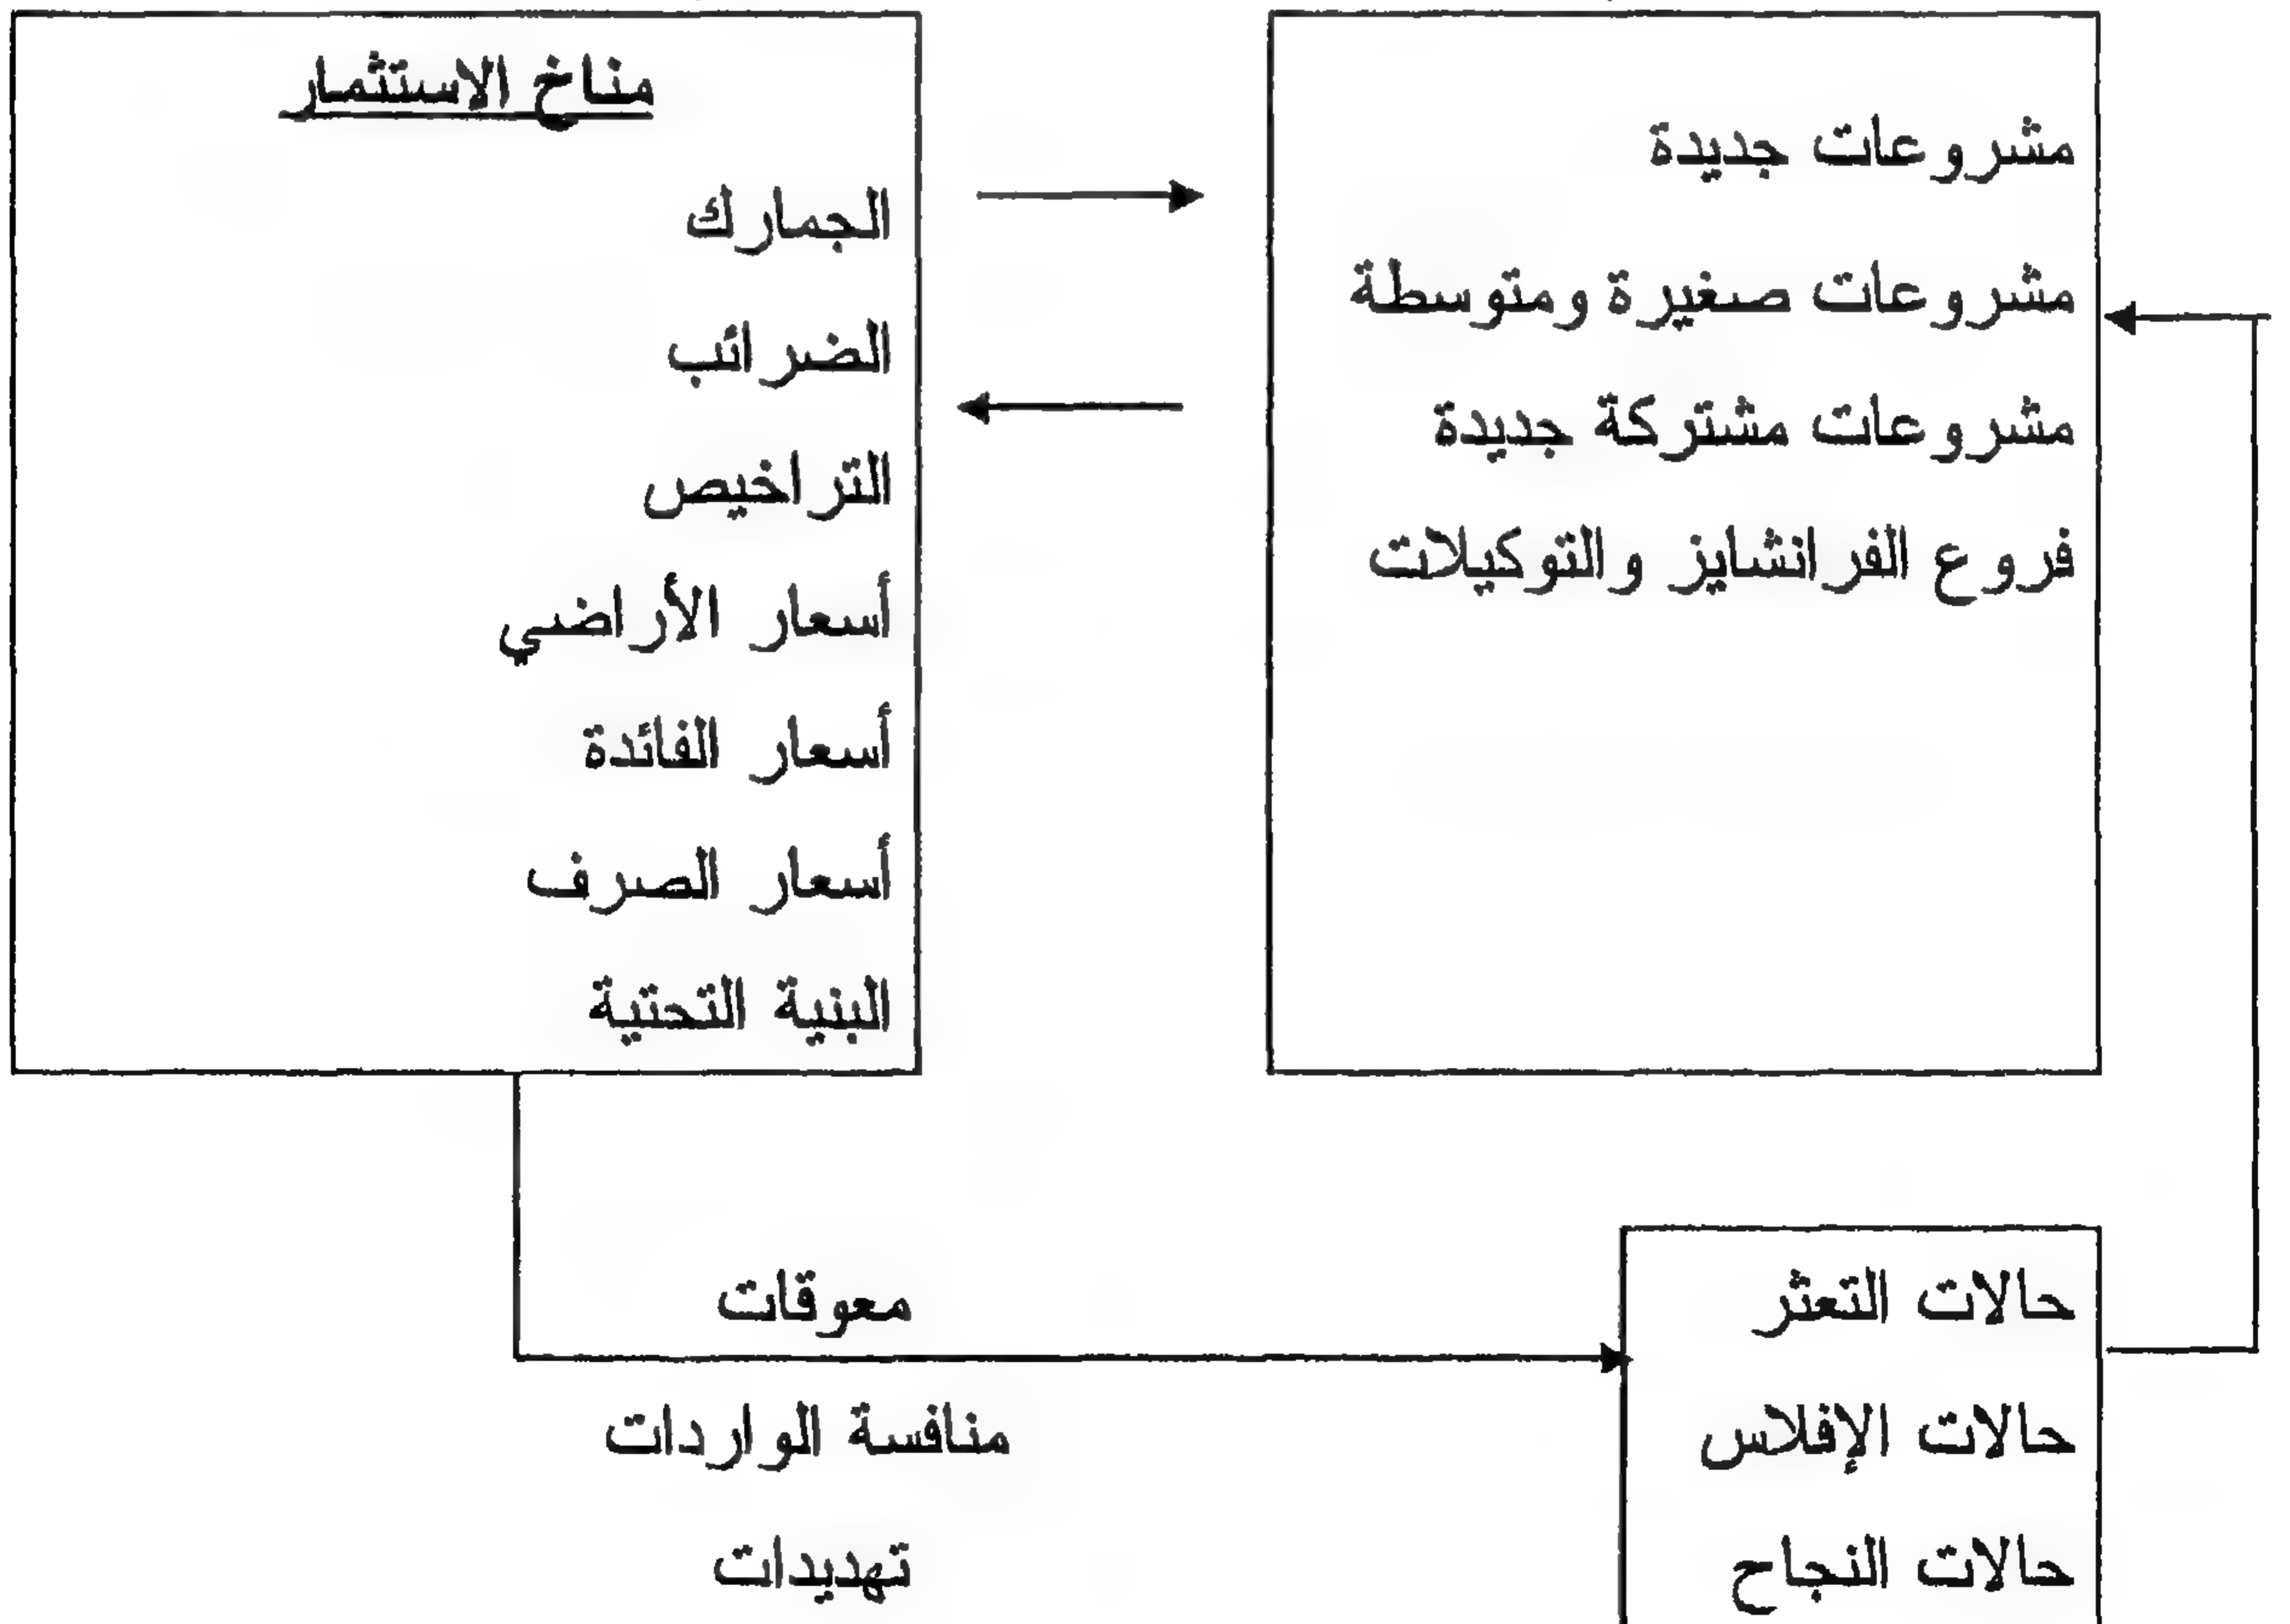 مشروعات جديدة
مشروعات صغيرة ومتوسطة
مشروعات مشتركة جديدة
فروع الفرانشايز والتوكيلات
مناخ الاستثمار
الجمارك
الضرائب
التراخيص
أسعار الأراضي
أسعار الفائدة
أسعار الصرف
البنية التحتية
حالات التعثر
حالات الإفلاس
حالات النجاح
معوقات
منافسة الواردات
تهديدات